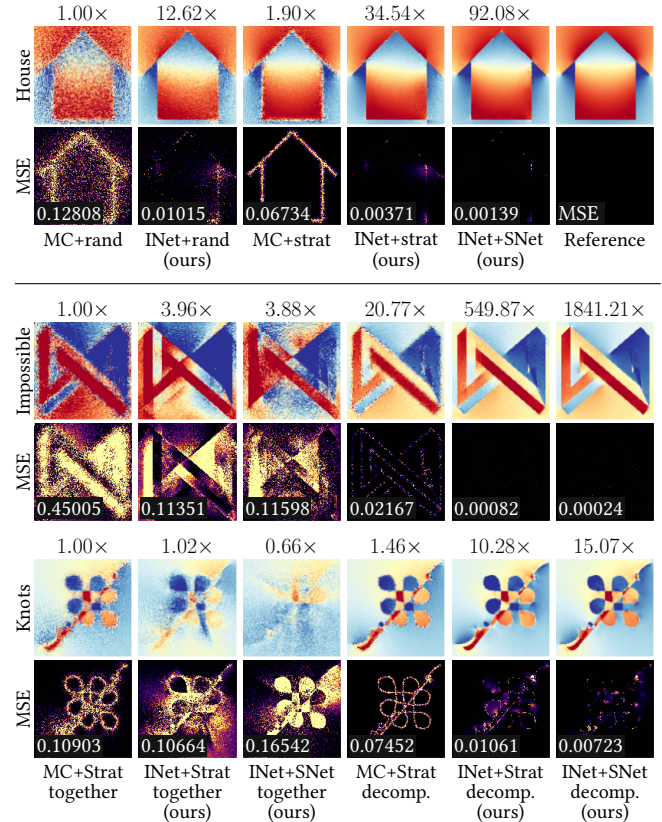 1.00× 12.62× 1.90× 34.54× 92.08×
House
MSE
0.12808 0.01015 0.06734 0.00371 0.00139 MSE
MC+rand INet+rand MC+strat INet+strat INet+SNet Reference
(ours) (ours) (ours)
1.00× 3.96× 3.88× 20.77× 549.87× 1841.21×
Impossible
MSE
0.45005 0.11351 0.11598 0.02167 0.00082 0.00024
1.00× 1.02× 0.66× 1.46× 10.28× 15.07×
Knots
MSE
0.10903 0.10664 0.16542 0.07452 0.01061 0.00723
MC+Strat INet+Strat INet+SNet MC+Strat INet+Strat INet+SNet
together together together decomp. decomp. decomp.
(ours) (ours) (ours) (ours)